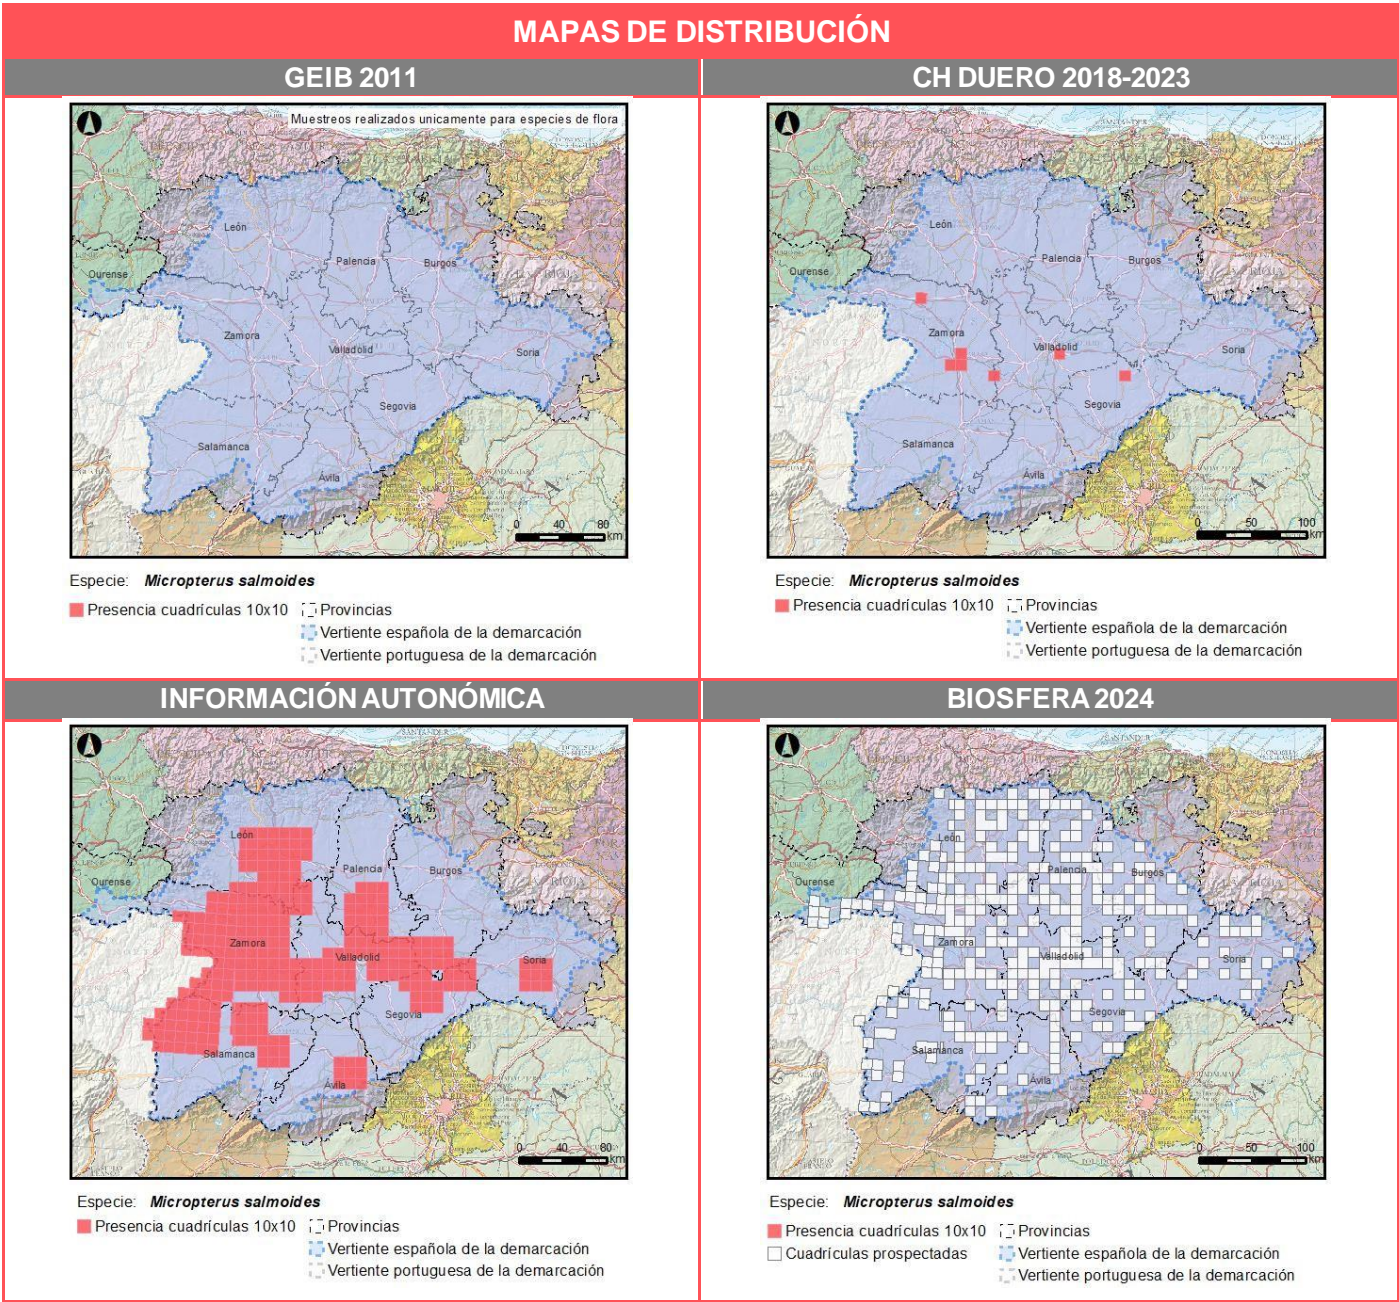 MAPAS DE DISTRIBUCIÓN
GEIB 2011
Muestreos realizados unicamente para especies de flora
León
Palencia
Burgos
Ourense
Zamora
Valladolid
Soria
Segovia
Salamanca
Ávila
0 40 80
km
Especie: Micropterus salmoides
Presencia cuadrículas 10x10
Provincias
Vertiente española de la demarcación
Vertiente portuguesa de la demarcación
CH DUERO 2018-2023
León
Palencia
Burgos
Ourense
Zamora
Valladolid
Soria
Segovia
Salamanca
Ávila
0 50 100
km
Especie: Micropterus salmoides
Presencia cuadrículas 10x10
Provincias
Vertiente española de la demarcación
Vertiente portuguesa de la demarcación
INFORMACIÓN AUTONÓMICA
León
Palencia
Burgos
Ourense
Zamora
Valladolid
Soria
Segovia
Salamanca
Ávila
0 40 80
km
Especie: Micropterus salmoides
Presencia cuadrículas 10x10
Provincias
Vertiente española de la demarcación
Vertiente portuguesa de la demarcación
BIOSFERA 2024
León
Palencia
Burgos
Ourense
Zamora
Valladolid
Soria
Segovia
Salamanca
Ávila
0 50 100
km
Especie: Micropterus salmoides
Presencia cuadrículas 10x10
Cuadrículas prospectadas
Provincias
Vertiente española de la demarcación
Vertiente portuguesa de la demarcación